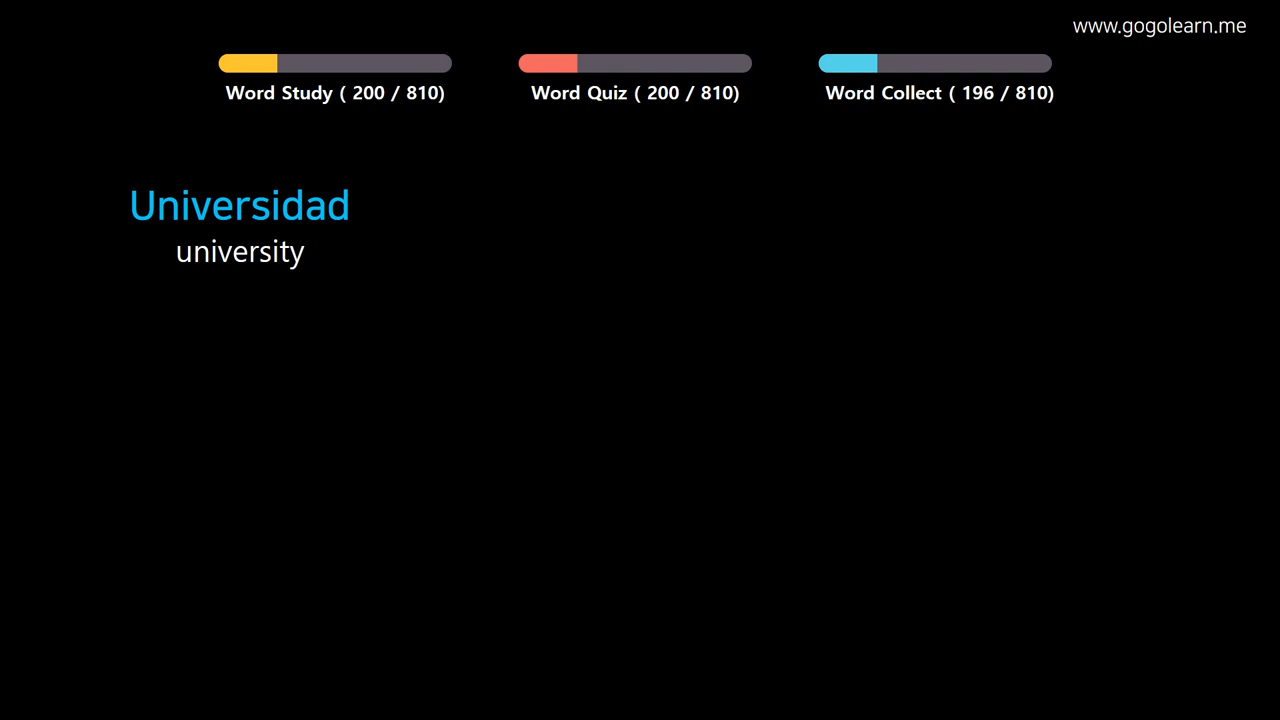 www.gogolearn.me
Word Study ( 200 / 810)
Word Quiz ( 200 / 810)
Word Collect ( 196 / 810)
Universidad
university